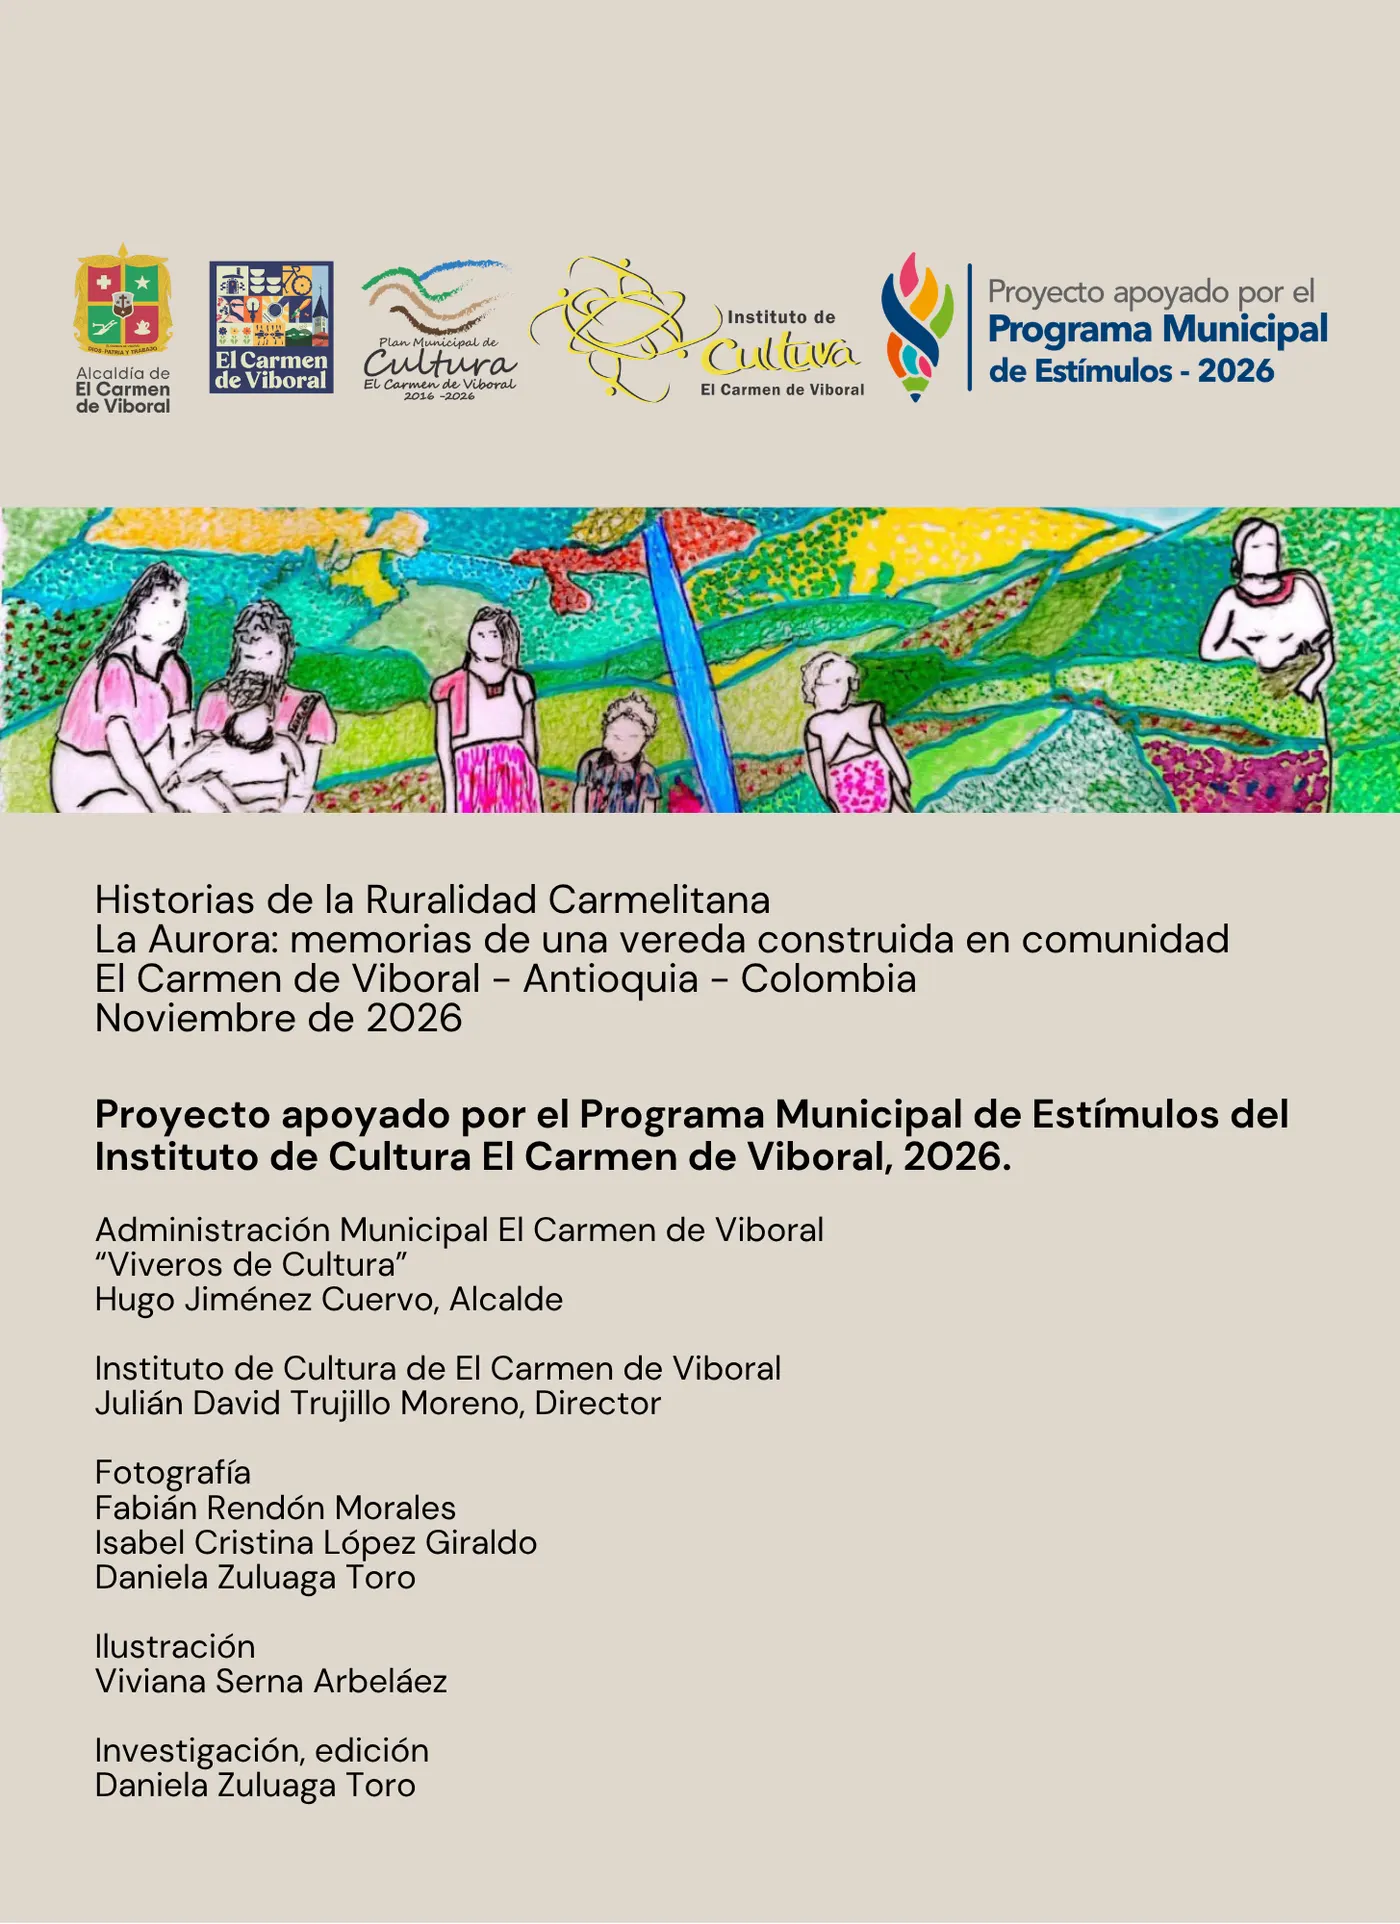 DIOS · PATRIA Y TRABAJO
Alcaldía de
El Carmen
de Viboral
El Carmen
de Viboral
Plan Municipal de
Cultura
El Carmen de Viboral
2016 -2026
Instituto de
Cultura
El Carmen de Viboral
Proyecto apoyado por el
Programa Municipal
de Estímulos - 2026
Historias de la Ruralidad Carmelitana
La Aurora: memorias de una vereda construida en comunidad
El Carmen de Viboral - Antioquia - Colombia
Noviembre de 2026
Proyecto apoyado por el Programa Municipal de Estímulos del
Instituto de Cultura El Carmen de Viboral, 2026.
Administración Municipal El Carmen de Viboral
“Viveros de Cultura”
Hugo Jiménez Cuervo, Alcalde
Instituto de Cultura de El Carmen de Viboral
Julián David Trujillo Moreno, Director
Fotografía
Fabián Rendón Morales
Isabel Cristina López Giraldo
Daniela Zuluaga Toro
Ilustración
Viviana Serna Arbeláez
Investigación, edición
Daniela Zuluaga Toro